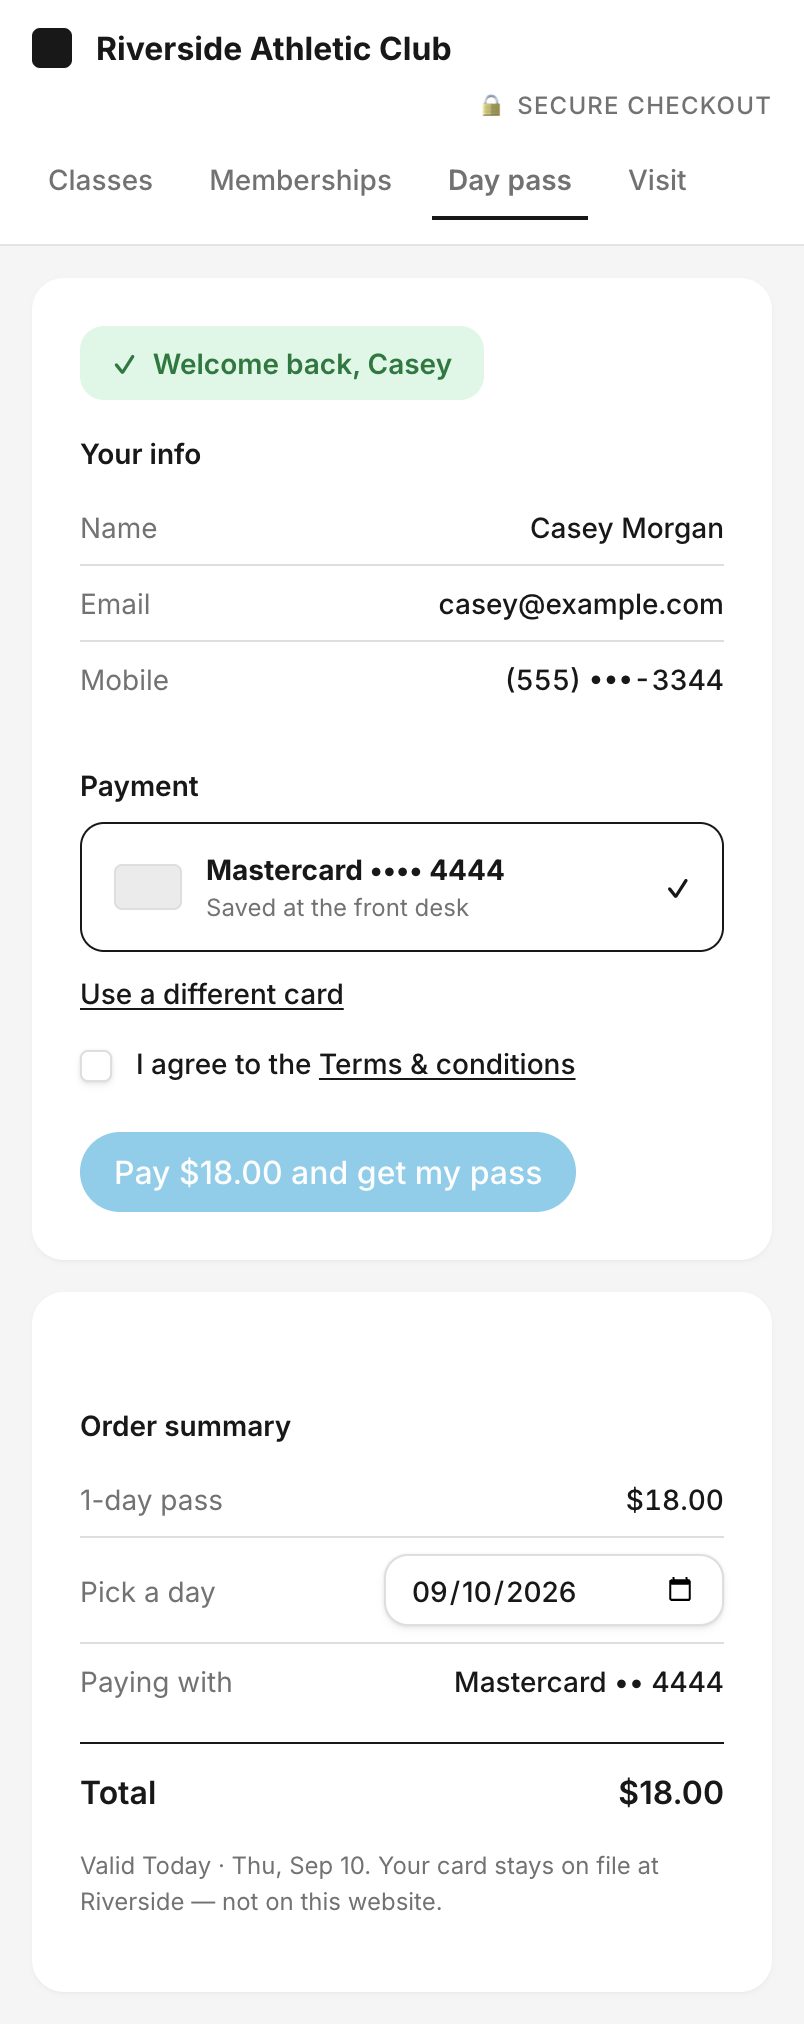 Riverside Athletic Club
🔒 SECURE CHECKOUT
Classes Memberships Day pass Visit
✓ Welcome back, Casey
Your info
Name Casey Morgan
Email casey@example.com
Mobile (555) •••-3344
Payment
Mastercard •••• 4444
Saved at the front desk
Use a different card
I agree to the Terms & conditions
Pay $18.00 and get my pass
Order summary
1-day pass $18.00
Pick a day 09/10/2026
Paying with Mastercard •• 4444
Total $18.00
Valid Today · Thu, Sep 10. Your card stays on file at
Riverside — not on this website.